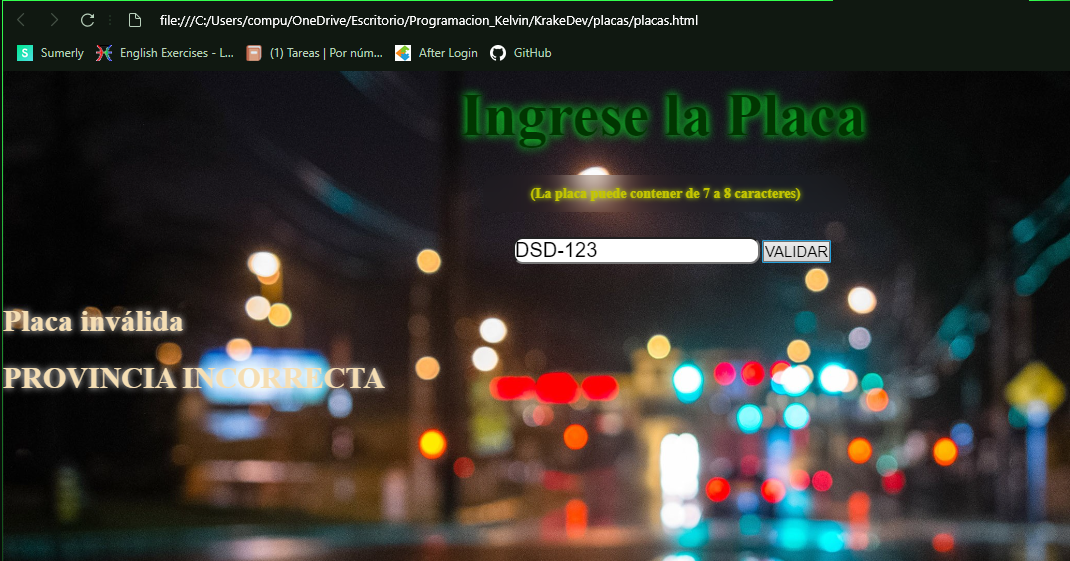 file:///C:/Users/compu/OneDrive/Escritorio/Programacion_Kelvin/KrakeDev/placas/placas.html
S Sumerly English Exercises - L... (1) Tareas | Por núm... After Login GitHub
Ingrese la Placa
(La placa puede contener de 7 a 8 caracteres)
DSD-123 VALIDAR
Placa inválida
PROVINCIA INCORRECTA